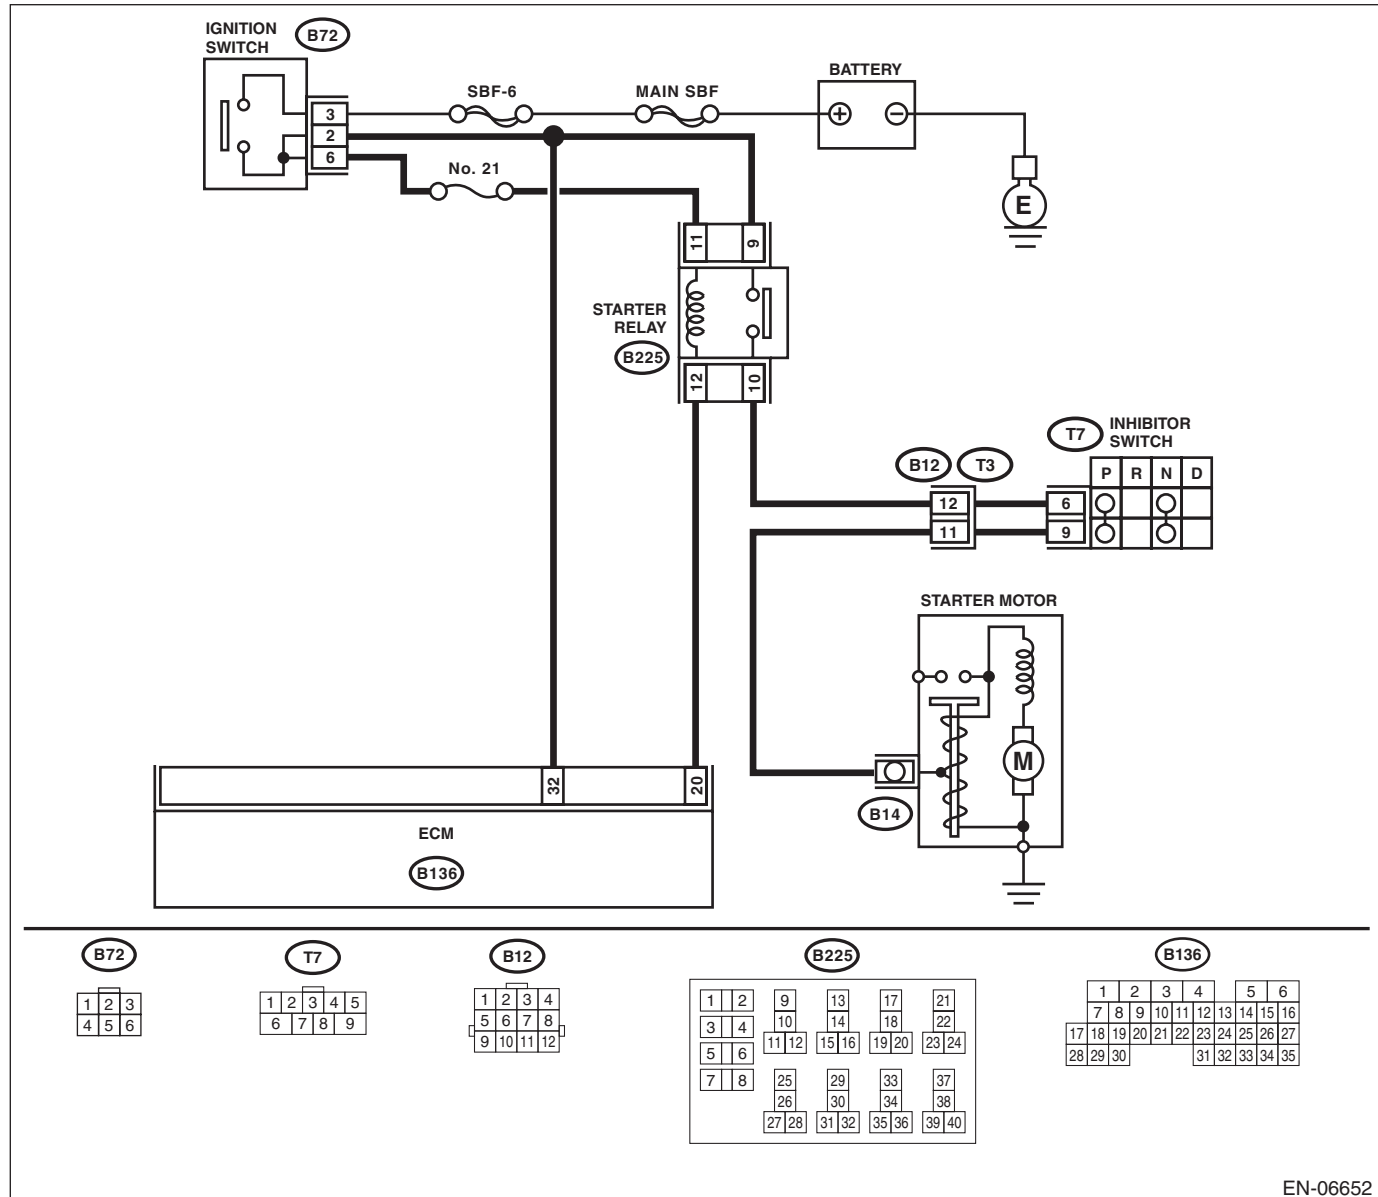 IGNITION
SWITCH
B72
SBF-6
MAIN SBF
BATTERY
3
2
6
No. 21
E
11
9
STARTER
RELAY
B225
12
10
T7
INHIBITOR
SWITCH
B12
T3
P R N D
12
6
11
9
STARTER MOTOR
M
B14
32
20
ECM
B136
B72
T7
B12
B225
B136
1 2 3
4 5 6
1 2 3 4 5
6 7 8 9
1 2 3 4
5 6 7 8
9 10 11 12
1 2
3 4
5 6
7 8
9 13 17 21
10 14 18 22
11 12 15 16 19 20 23 24
25 29 33 37
26 30 34 38
27 28 31 32 35 36 39 40
1 2 3 4 5 6
7 8 9 10 11 12 13 14 15 16
17 18 19 20 21 22 23 24 25 26 27
28 29 30 31 32 33 34 35
EN-06652